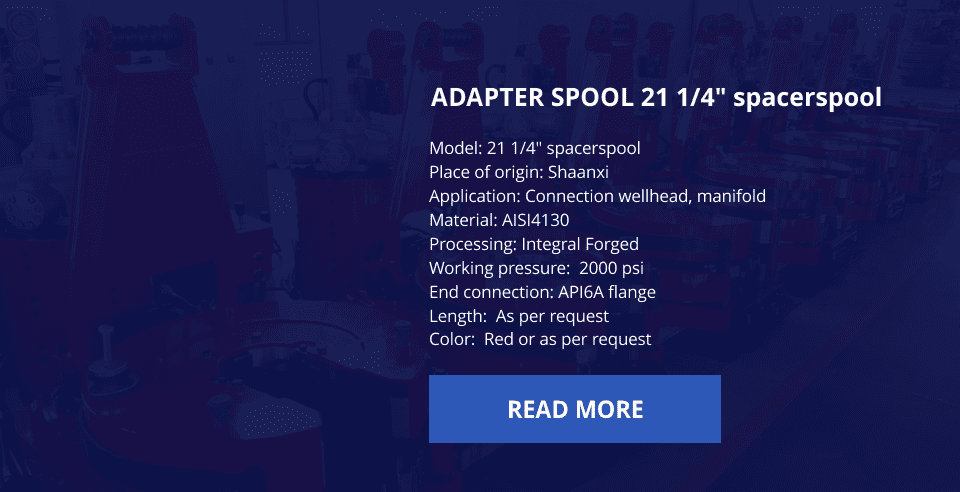 ADAPTER SPOOL 21 1/4" spacerspool
Model: 21 1/4" spacerspool
Place of origin: Shaanxi
Application: Connection wellhead, manifold
Material: AISI4130
Processing: Integral Forged
Working pressure:  2000 psi
End connection: API6A flange
Length:  As per request
Color:  Red or as per request
READ MORE